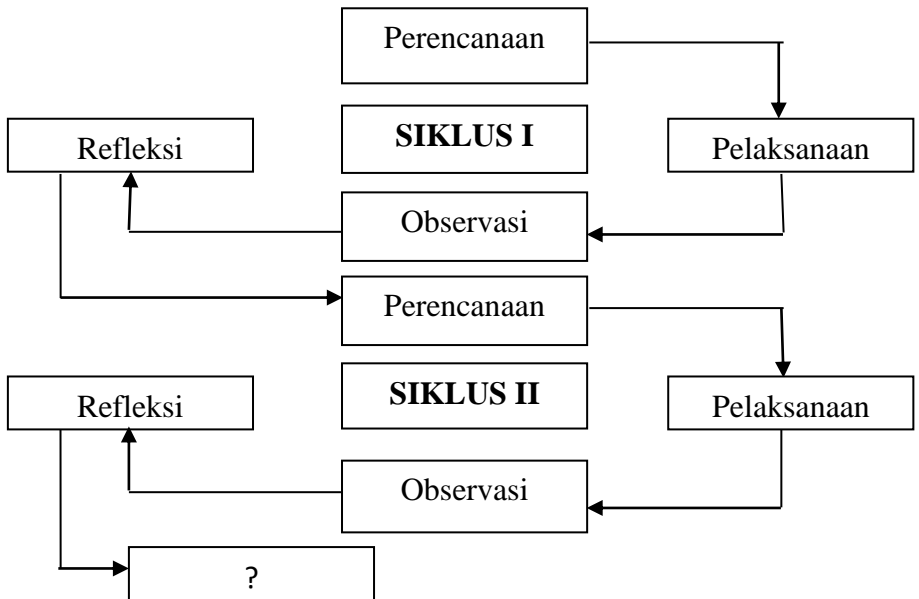 Perencanaan
SIKLUS I
Refleksi
Pelaksanaan
Observasi
Perencanaan
SIKLUS II
Refleksi
Pelaksanaan
Observasi
?